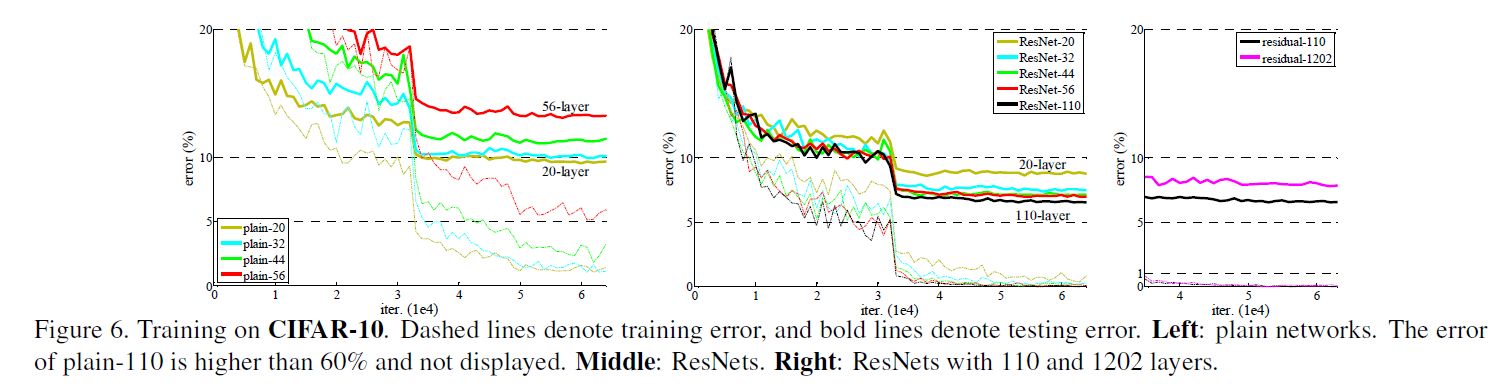 20
10
5
0
error (%)
56-layer
20-layer
plain-20
plain-32
plain-44
plain-56
0 1 2 3 4 5 6
iter. (1e4)
20
10
5
0
error (%)
ResNet-20
ResNet-32
ResNet-44
ResNet-56
ResNet-110
20-layer
110-layer
0 1 2 3 4 5 6
iter. (1e4)
20
10
5
1
0
error (%)
residual-110
residual-1202
4 5 6
iter. (1e4)
Figure 6. Training on CIFAR-10. Dashed lines denote training error, and bold lines denote testing error. Left: plain networks. The error
of plain-110 is higher than 60% and not displayed. Middle: ResNets. Right: ResNets with 110 and 1202 layers.